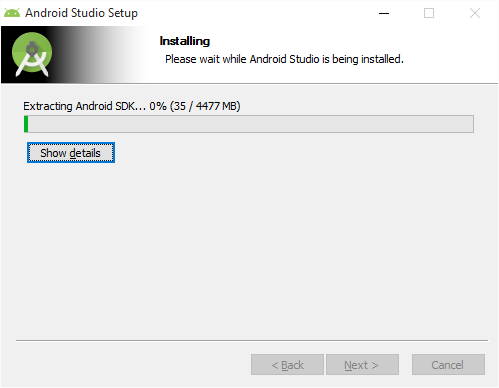 Android Studio Setup
Installing
Please wait while Android Studio is being installed.
Extracting Android SDK... 0% (35 / 4477 MB)
Show details
< Back
Next >
Cancel